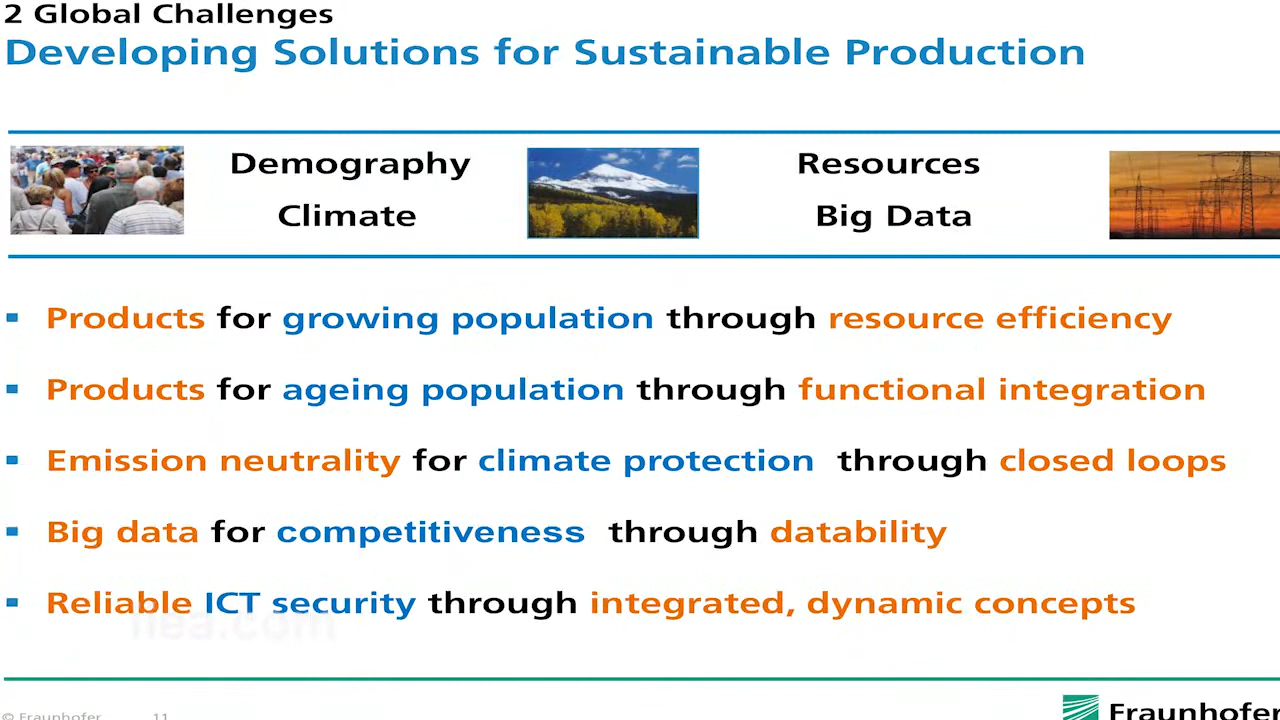 2 Global Challenges
Developing Solutions for Sustainable Production
Demography
Climate
Resources
Big Data
Products for growing population through resource efficiency
Products for ageing population through functional integration
Emission neutrality for climate protection through closed loops
Big data for competitiveness through datability
Reliable ICT security through integrated, dynamic concepts
© Fraunhofer 11
Fraunhofer